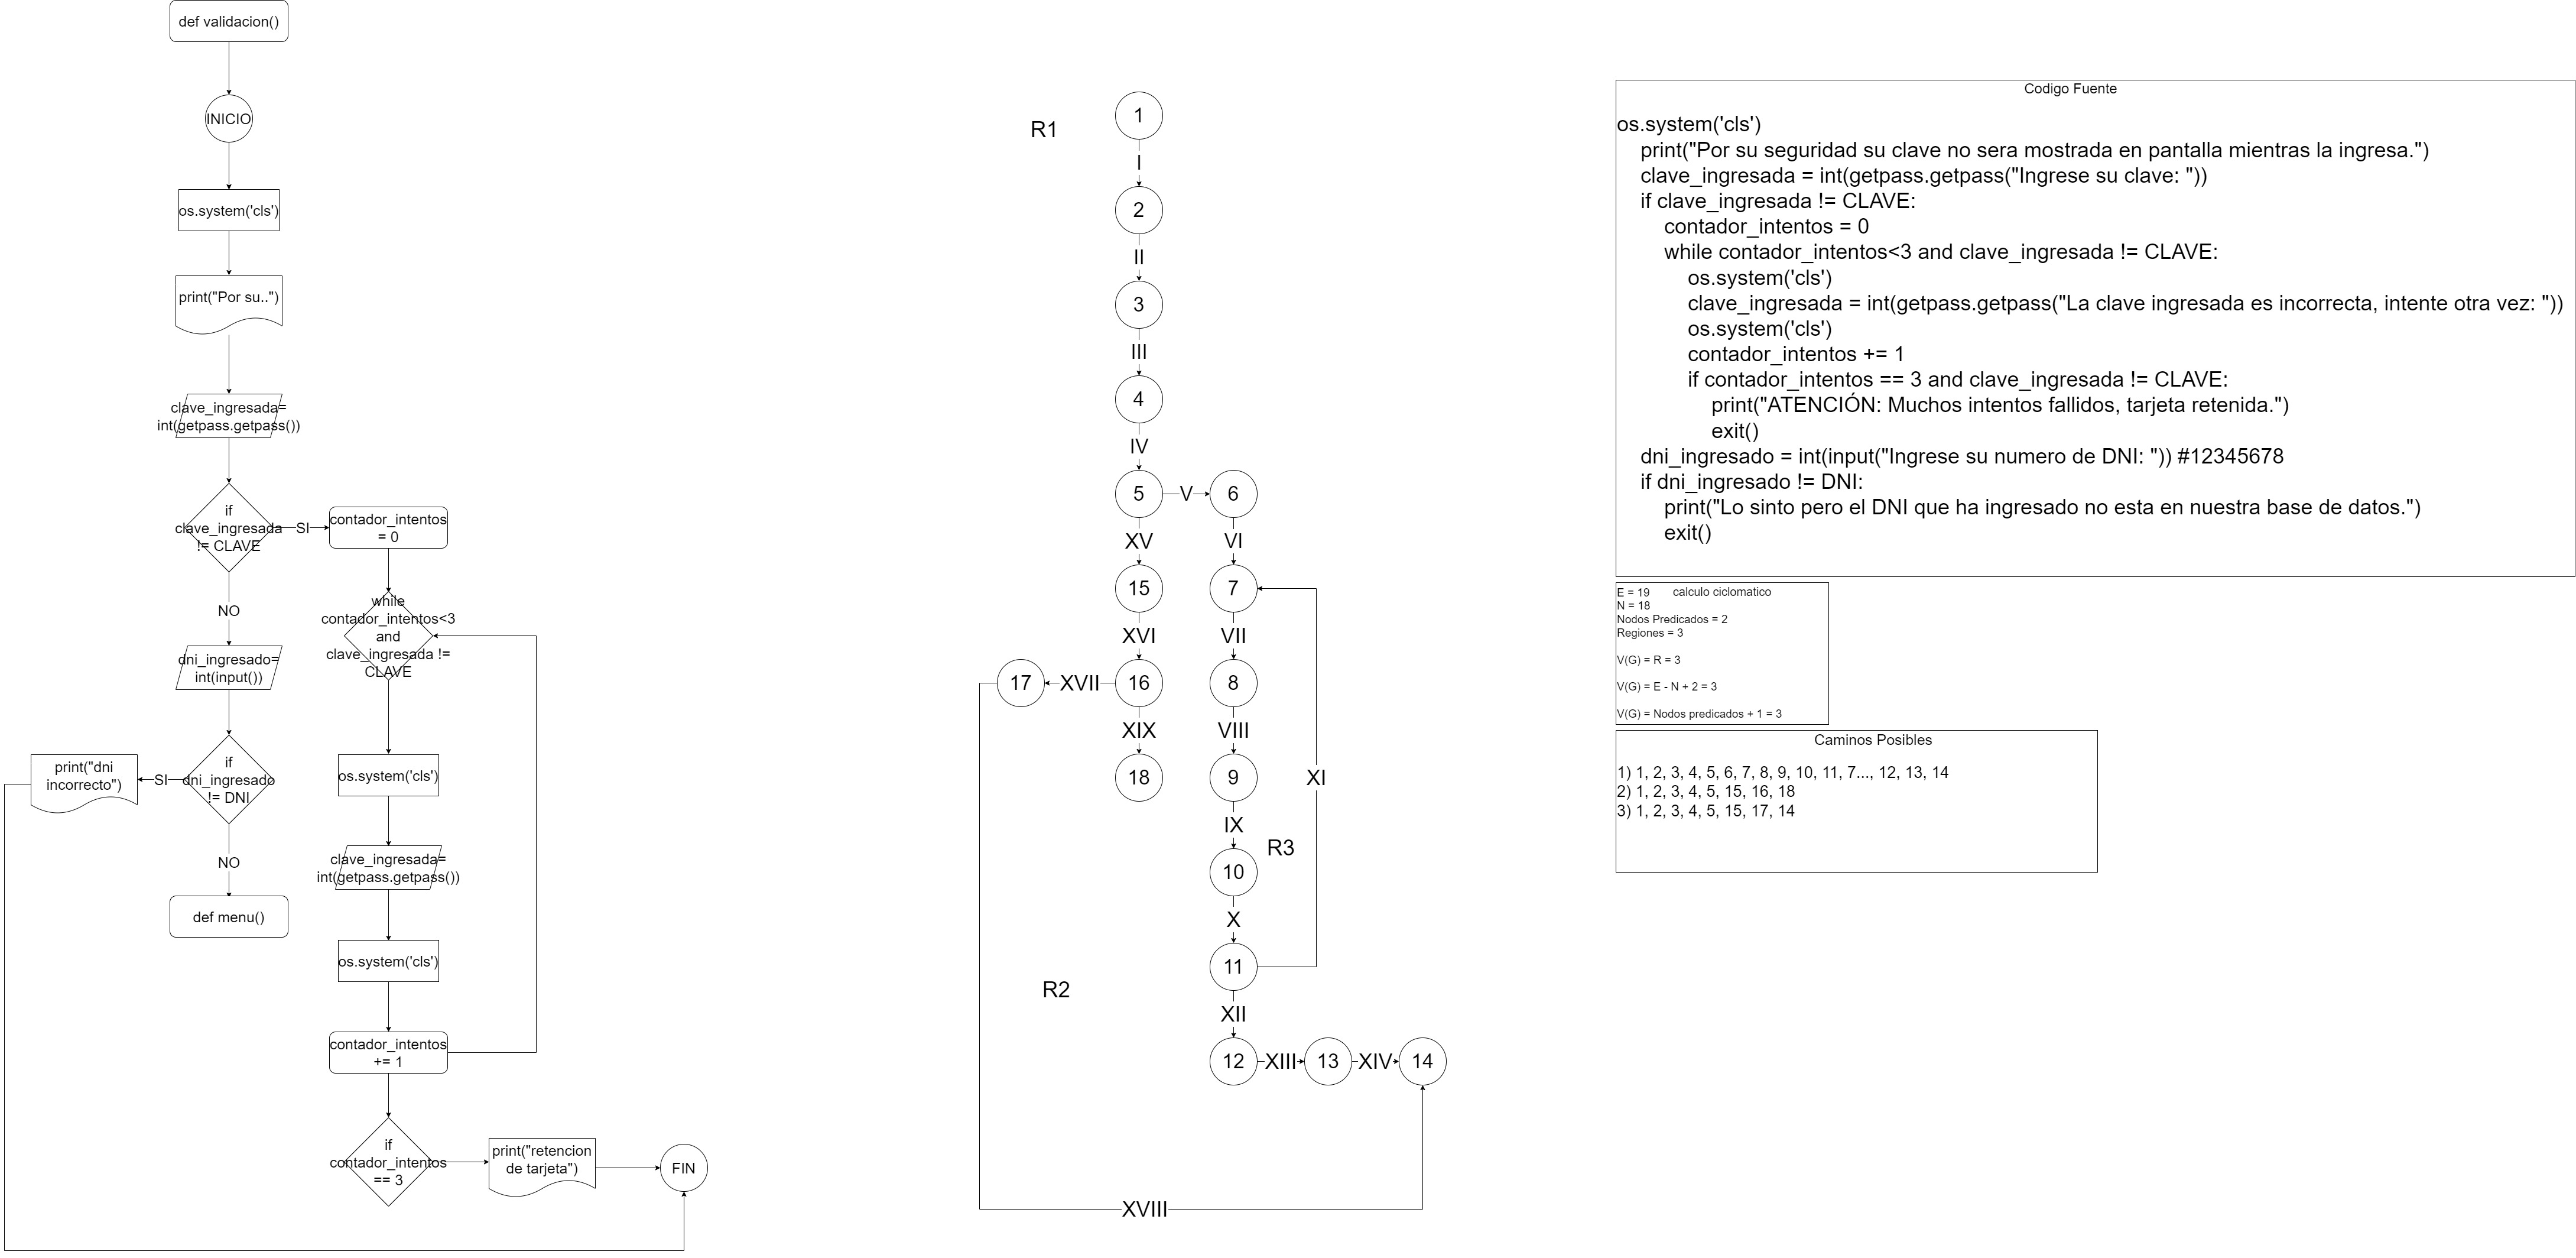 def validacion()
INICIO
os.system('cls')
print("Por su..")
clave_ingresada=
int(getpass.getpass())
if
clave_ingresada
!= CLAVE
SI
contador_intentos
= 0
NO
while
contador_intentos<3
and
clave_ingresada !=
CLAVE
dni_ingresado=
int(input())
if
dni_ingresado
!= DNI
SI
print("dni
incorrecto")
NO
def menu()
os.system('cls')
clave_ingresada=
int(getpass.getpass())
os.system('cls')
contador_intentos
+= 1
if
contador_intentos
== 3
print("retencion
de tarjeta")
FIN
R1
1
I
2
II
3
III
4
IV
5
V
6
XV
VI
15
7
XVI
VII
17
XVII
16
8
XIX
VIII
18
9
XI
IX
R3
10
X
R2
11
XII
12
XIII
13
XIV
14
XVIII
Codigo Fuente
os.system('cls')
print("Por su seguridad su clave no sera mostrada en pantalla mientras la ingresa.")
clave_ingresada = int(getpass.getpass("Ingrese su clave: "))
if clave_ingresada != CLAVE:
contador_intentos = 0
while contador_intentos<3 and clave_ingresada != CLAVE:
os.system('cls')
clave_ingresada = int(getpass.getpass("La clave ingresada es incorrecta, intente otra vez: "))
os.system('cls')
contador_intentos += 1
if contador_intentos == 3 and clave_ingresada != CLAVE:
print("ATENCIÓN: Muchos intentos fallidos, tarjeta retenida.")
exit()
dni_ingresado = int(input("Ingrese su numero de DNI: ")) #12345678
if dni_ingresado != DNI:
print("Lo sinto pero el DNI que ha ingresado no esta en nuestra base de datos.")
exit()
E = 19 calculo ciclomatico
N = 18
Nodos Predicados = 2
Regiones = 3
V(G) = R = 3
V(G) = E - N + 2 = 3
V(G) = Nodos predicados + 1 = 3
Caminos Posibles
1) 1, 2, 3, 4, 5, 6, 7, 8, 9, 10, 11, 7..., 12, 13, 14
2) 1, 2, 3, 4, 5, 15, 16, 18
3) 1, 2, 3, 4, 5, 15, 17, 14